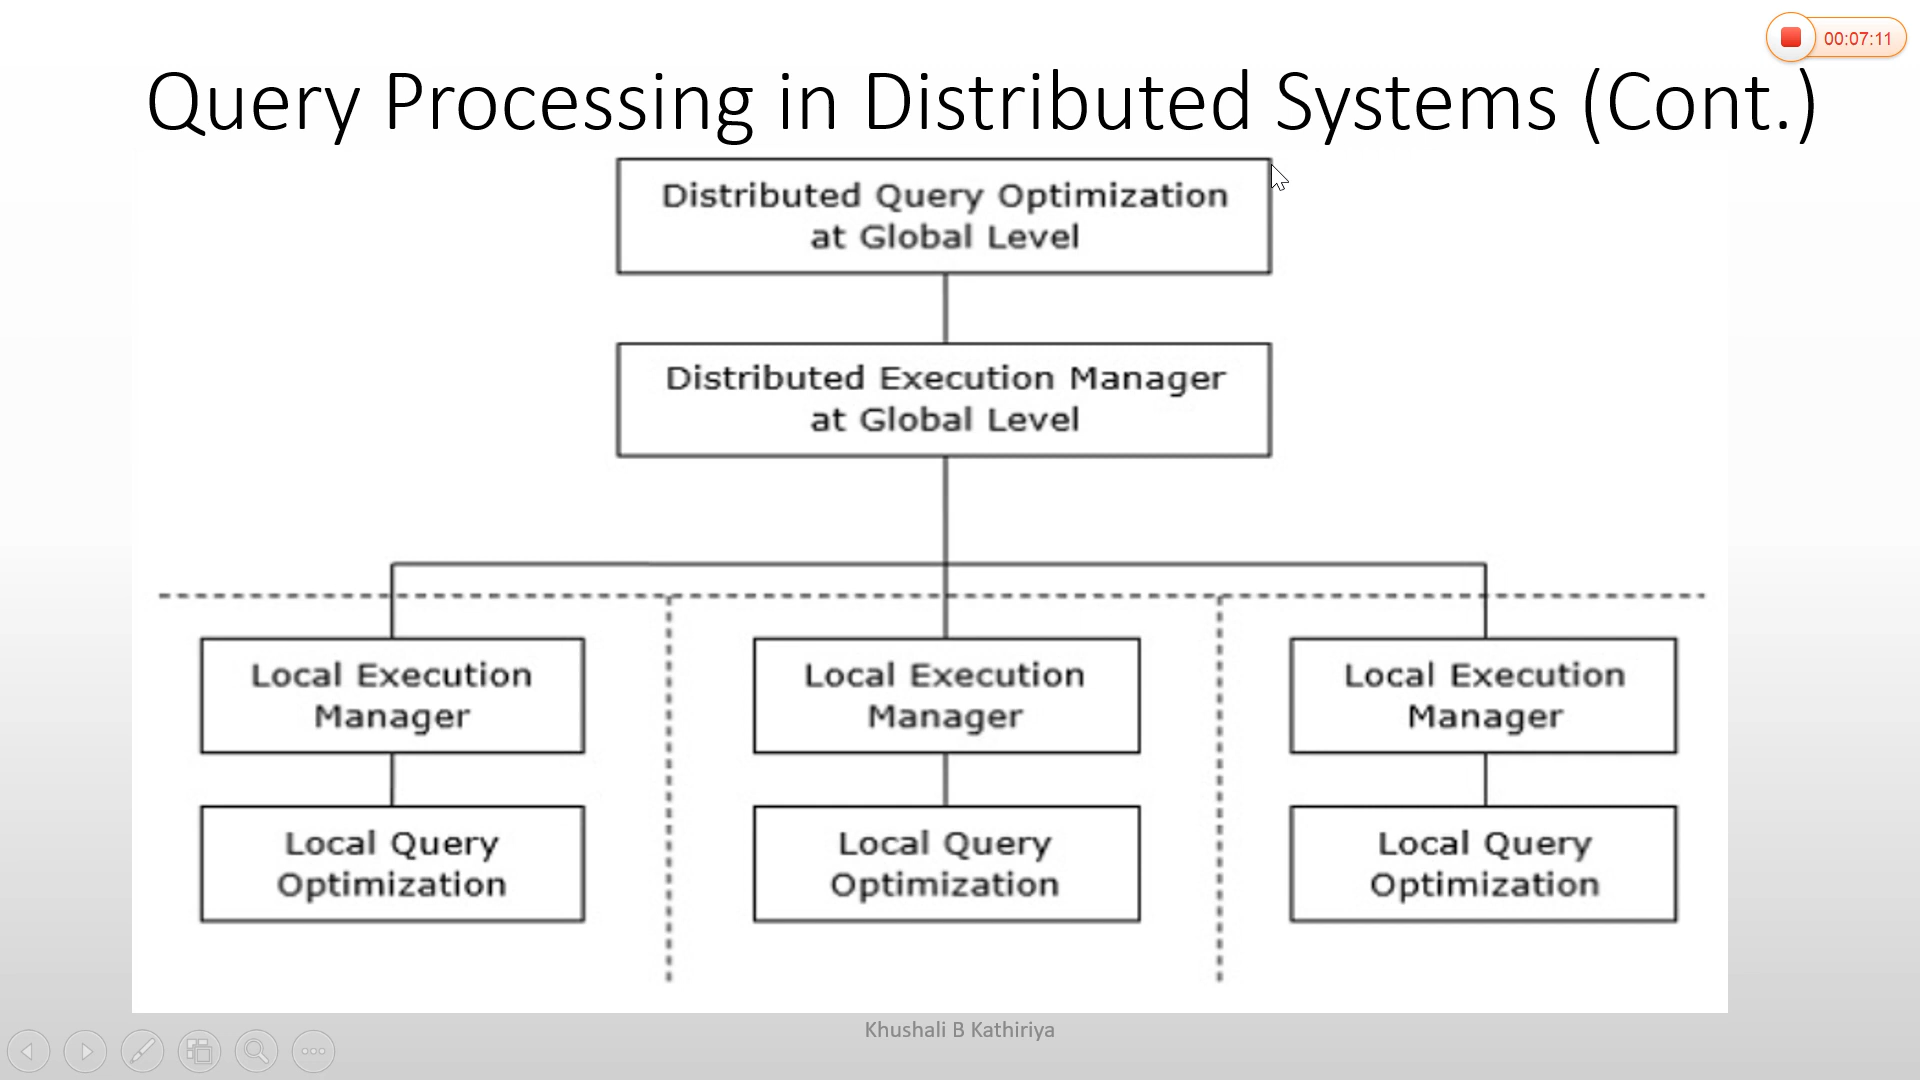 00:07:11
Query Processing in Distributed Systems (Cont.)
Distributed Query Optimization
at Global Level
Distributed Execution Manager
at Global Level
Local Execution
Manager
Local Execution
Manager
Local Execution
Manager
Local Query
Optimization
Local Query
Optimization
Local Query
Optimization
Khushali B Kathiriya